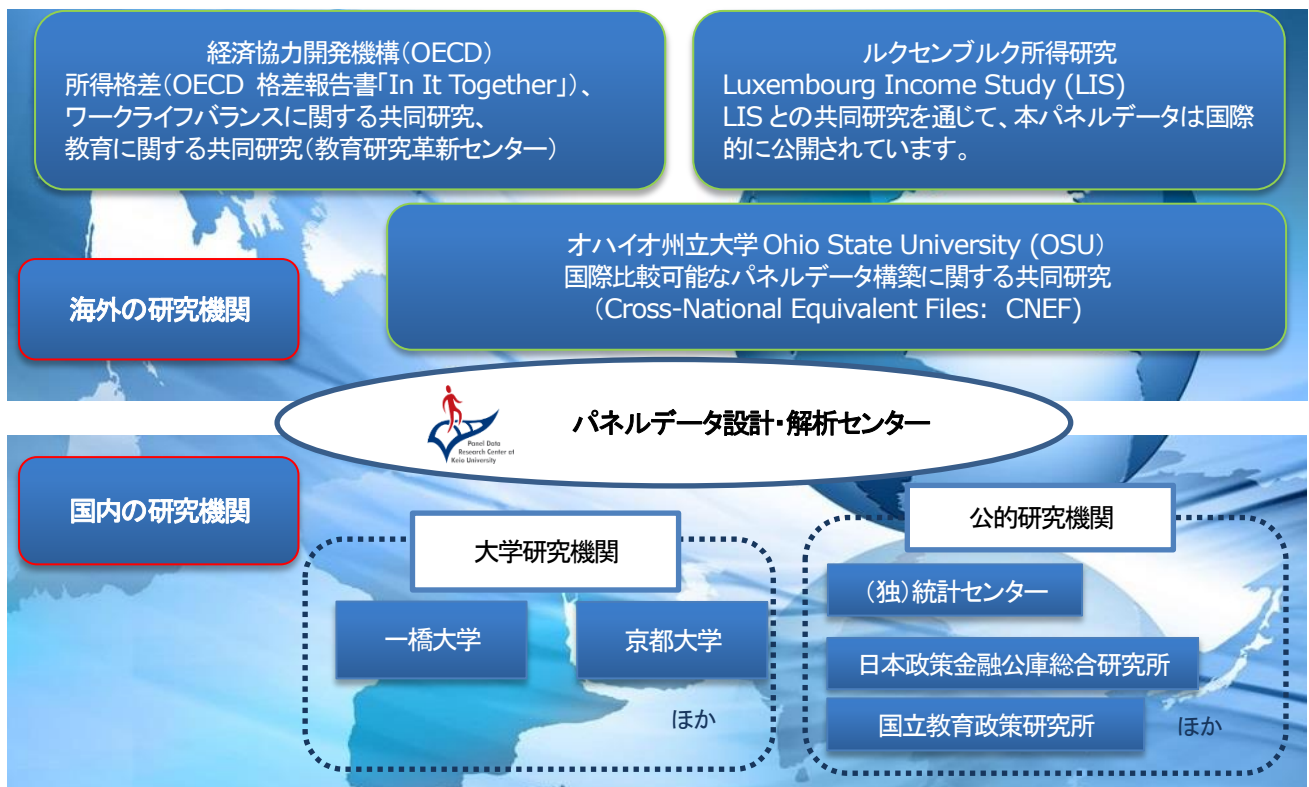 経済協力開発機構(OECD)
所得格差(OECD 格差報告書「In It Together」)、
ワークライフバランスに関する共同研究、
教育に関する共同研究(教育研究革新センター)
ルクセンブルク所得研究
Luxembourg Income Study (LIS)
LIS との共同研究を通じて、本パネルデータは国際
的に公開されています。
オハイオ州立大学 Ohio State University (OSU)
国際比較可能なパネルデータ構築に関する共同研究
(Cross-National Equivalent Files: CNEF)
海外の研究機関
Panel Data
Research Center at
Keio University
パネルデータ設計・解析センター
国内の研究機関
大学研究機関
一橋大学
京都大学
ほか
公的研究機関
(独)統計センター
日本政策金融公庫総合研究所
国立教育政策研究所
ほか